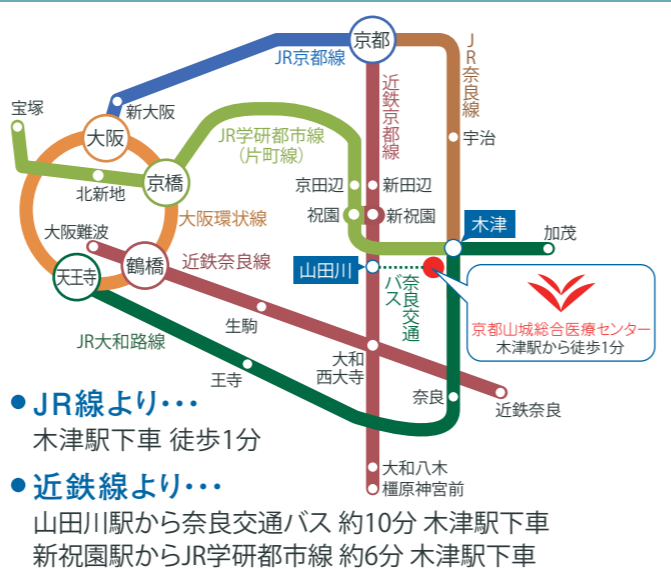 京都
JR京都線
JR奈良線
近鉄京都線
宝塚
新大阪
大阪
JR学研都市線
(片町線)
宇治
北新地
京橋
京田辺
新田辺
大阪環状線
祝園
新祝園
木津
加茂
大阪難波
鶴橋
近鉄奈良線
天王寺
山田川
奈良交通
バス
京都山城総合医療センター
木津駅から徒歩1分
生駒
JR大和路線
大和
西大寺
王寺
奈良
近鉄奈良
●JR線より・・・
木津駅下車 徒歩1分
大和八木
橿原神宮前
●近鉄線より・・・
山田川駅から奈良交通バス 約10分 木津駅下車
新祝園駅からJR学研都市線 約6分 木津駅下車